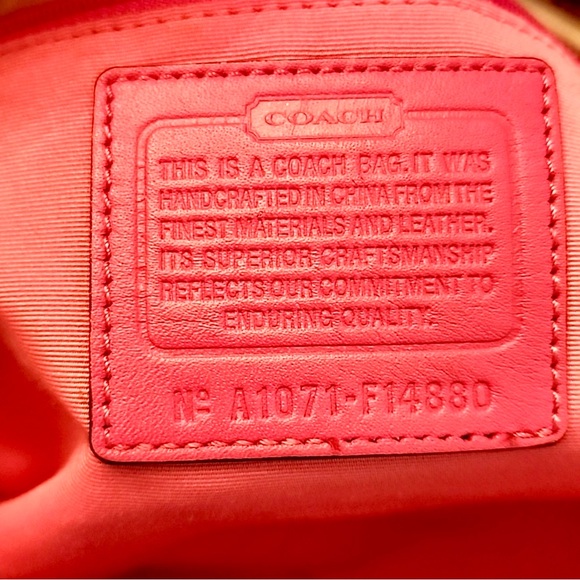 COACH
THIS IS A COACH BAG. IT WAS
HANDCRAFTED IN CHINA FROM THE
FINEST MATERIALS AND LEATHER.
ITS SUPERIOR CRAFTSMANSHIP
REFLECTS OUR COMMITMENT TO
ENDURING QUALITY.
Nº A1071-F14880